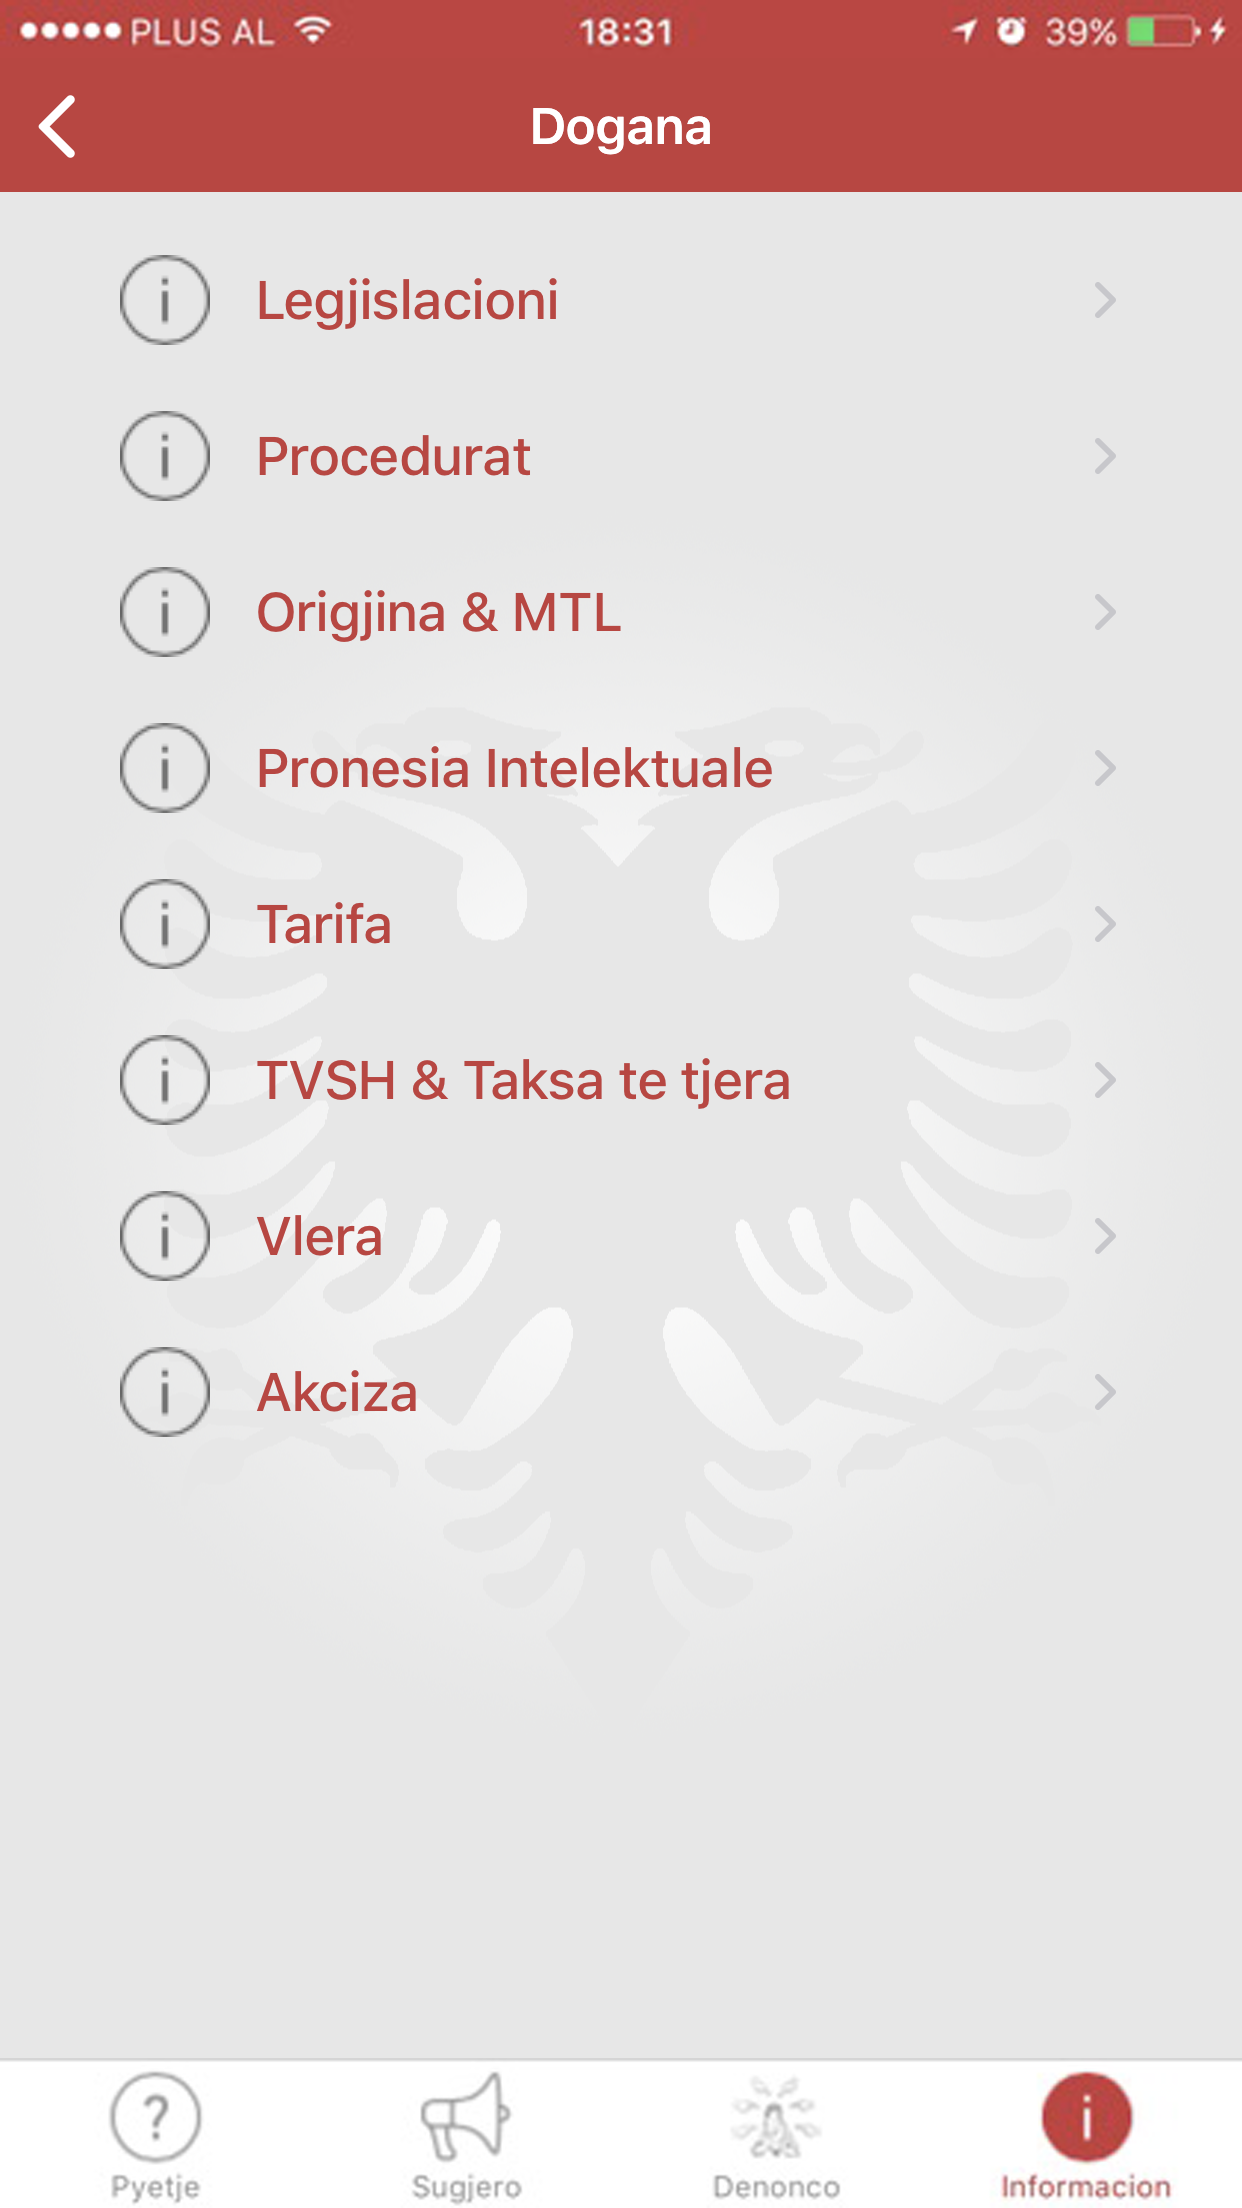 PLUS AL 18:31 39%
Dogana
Legjislacioni
Procedurat
Origjina & MTL
Pronesia Intelektuale
Tarifa
TVSH & Taksa te tjera
Vlera
Akciza
Pyetje Sugjero Denonco Informacion